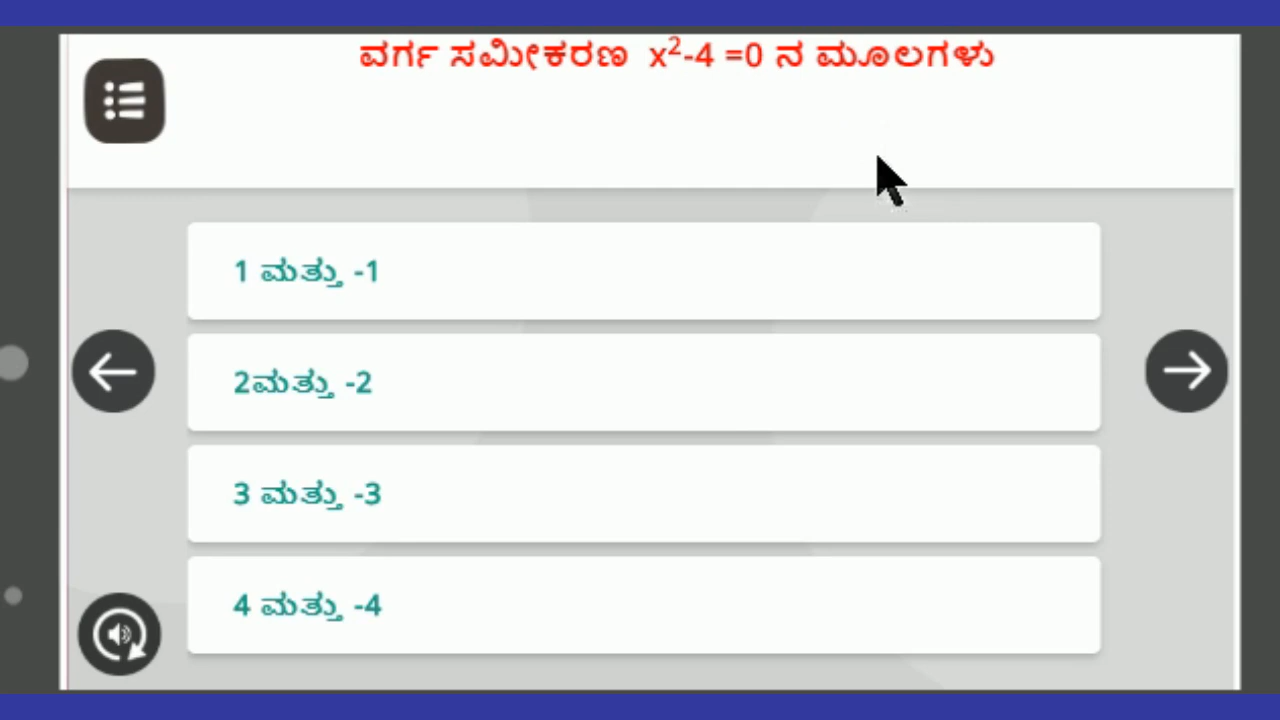 ವರ್ಗ ಸಮೀಕರಣ x²-4 =0 ನ ಮೂಲಗಳು
1 ಮತ್ತು -1
2ಮತ್ತು -2
3 ಮತ್ತು -3
4 ಮತ್ತು -4